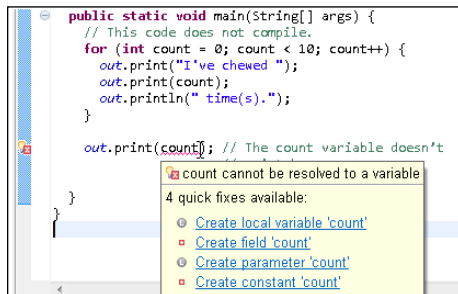 public static void main(String[] args) {
// This code does not compile.
for (int count = 0; count < 10; count++) {
out.print("I've chewed ");
out.print(count);
out.println(" time(s).");
}
out.print(count); // The count variable doesn't
}
}
count cannot be resolved to a variable
4 quick fixes available:
Create local variable 'count'
Create field 'count'
Create parameter 'count'
Create constant 'count'